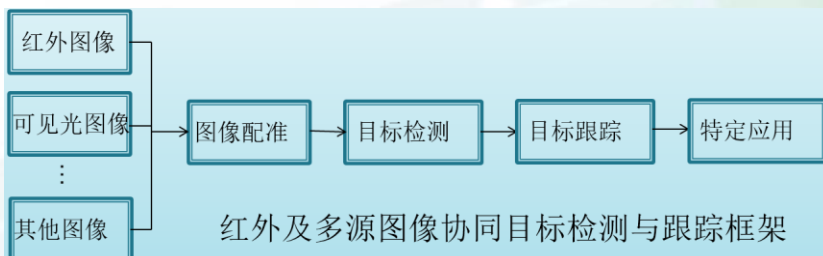 红外图像
可见光图像
⋮
其他图像
图像配准
目标检测
目标跟踪
特定应用
红外及多源图像协同目标检测与跟踪框架